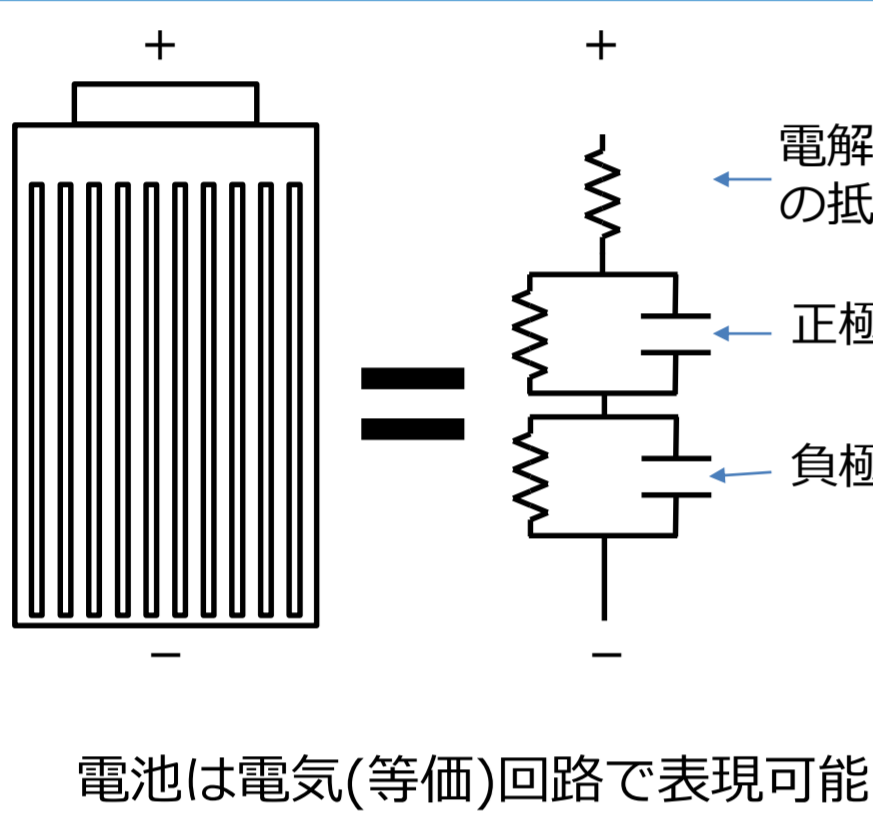 +
+
電解
の抵
正極
負極
−
−
電池は電気(等価)回路で表現可能